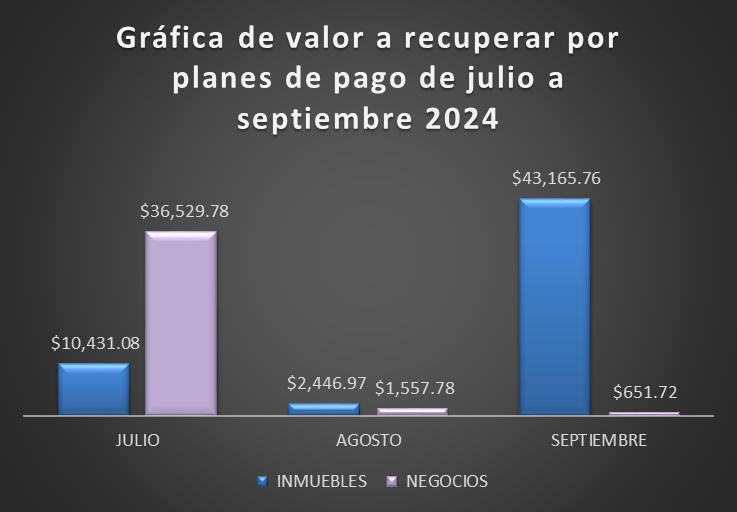 Gráfica de valor a recuperar por
planes de pago de julio a
septiembre 2024
$43,165.76
$36,529.78
$10,431.08
$2,446.97
$1,557.78
$651.72
JULIO
AGOSTO
SEPTIEMBRE
INMUEBLES
NEGOCIOS